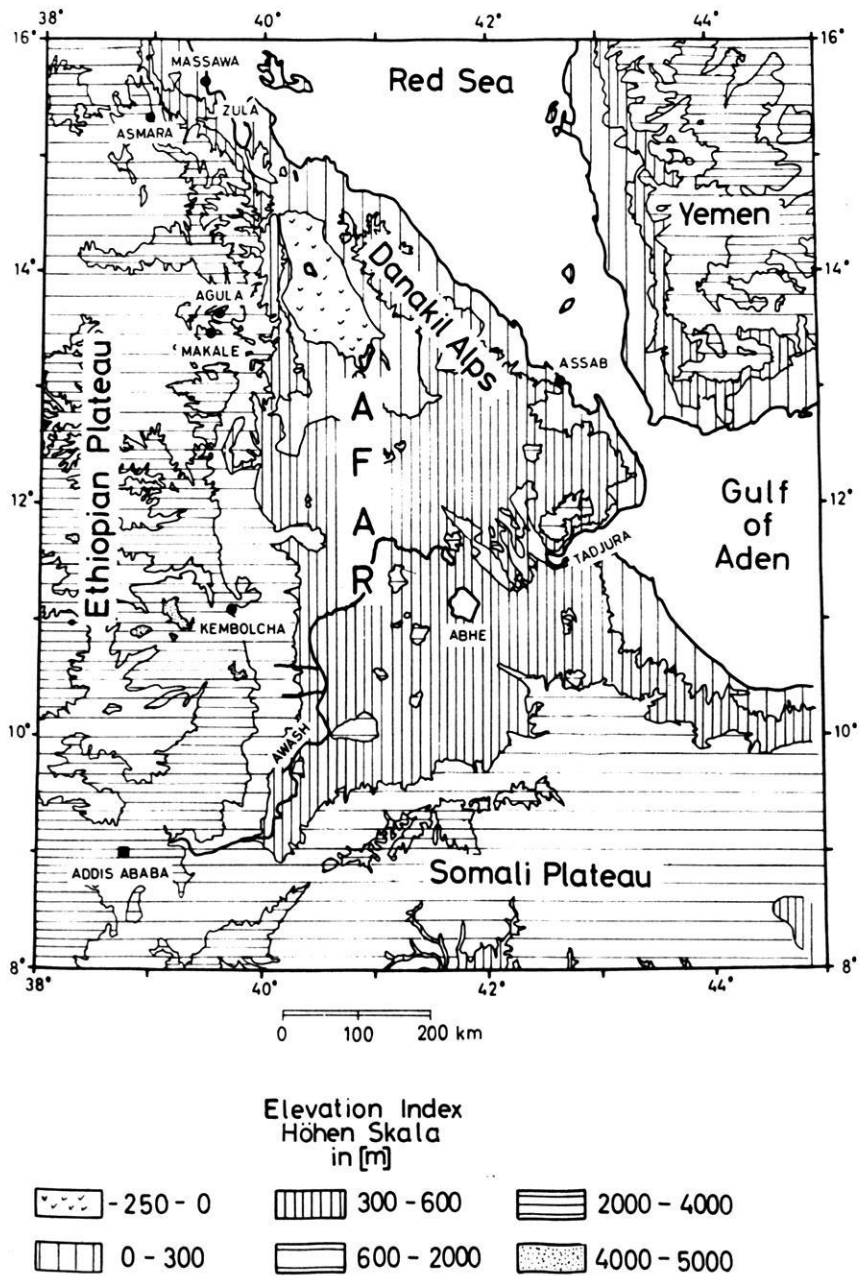 38° 40° 42° 44°
16° 16°
MASSAWA
Red Sea
ZULA
ASMARA
Yemen
14° 14°
Danakil Alps
AGULA
MAKALE
ASSAB
Ethiopian Plateau
AFAR
12° 12°
Gulf
of
Aden
TADJURA
KEMBOLCHA
ABHE
10° 10°
AWASH
ADDIS ABABA
Somali Plateau
8° 8°
38° 40° 42° 44°
0 100 200 km
Elevation Index
Höhen Skala
in [m]
-250-0 300-600 2000-4000
0-300 600-2000 4000-5000